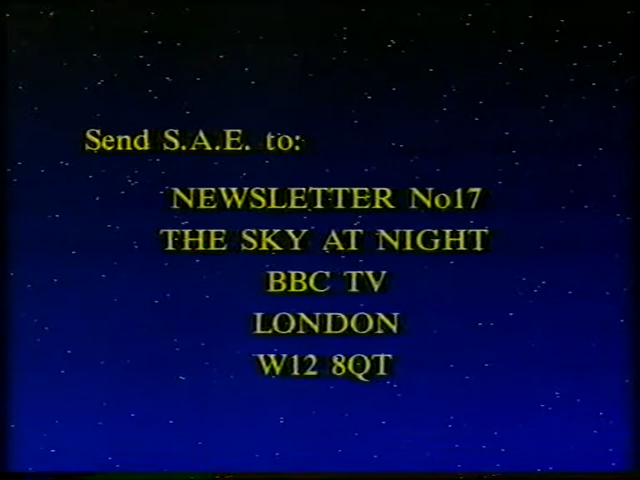 Send S.A.E. to:
NEWSLETTER No17
THE SKY AT NIGHT
BBC TV
LONDON
W12 8QT